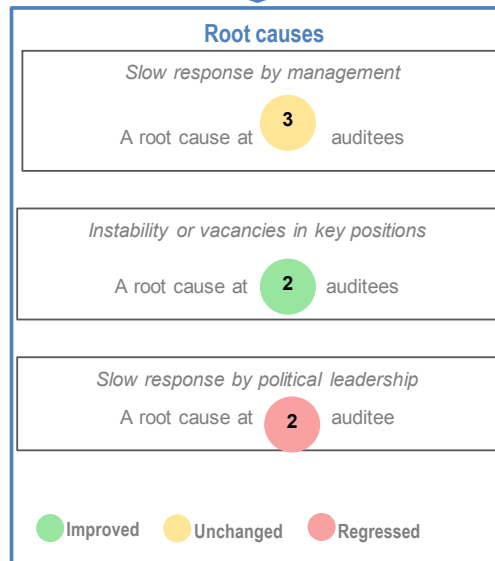 Root causes
Slow response by management
A root cause at 3 auditees
Instability or vacancies in key positions
A root cause at 2 auditees
Slow response by political leadership
A root cause at 2 auditee
Improved Unchanged Regressed